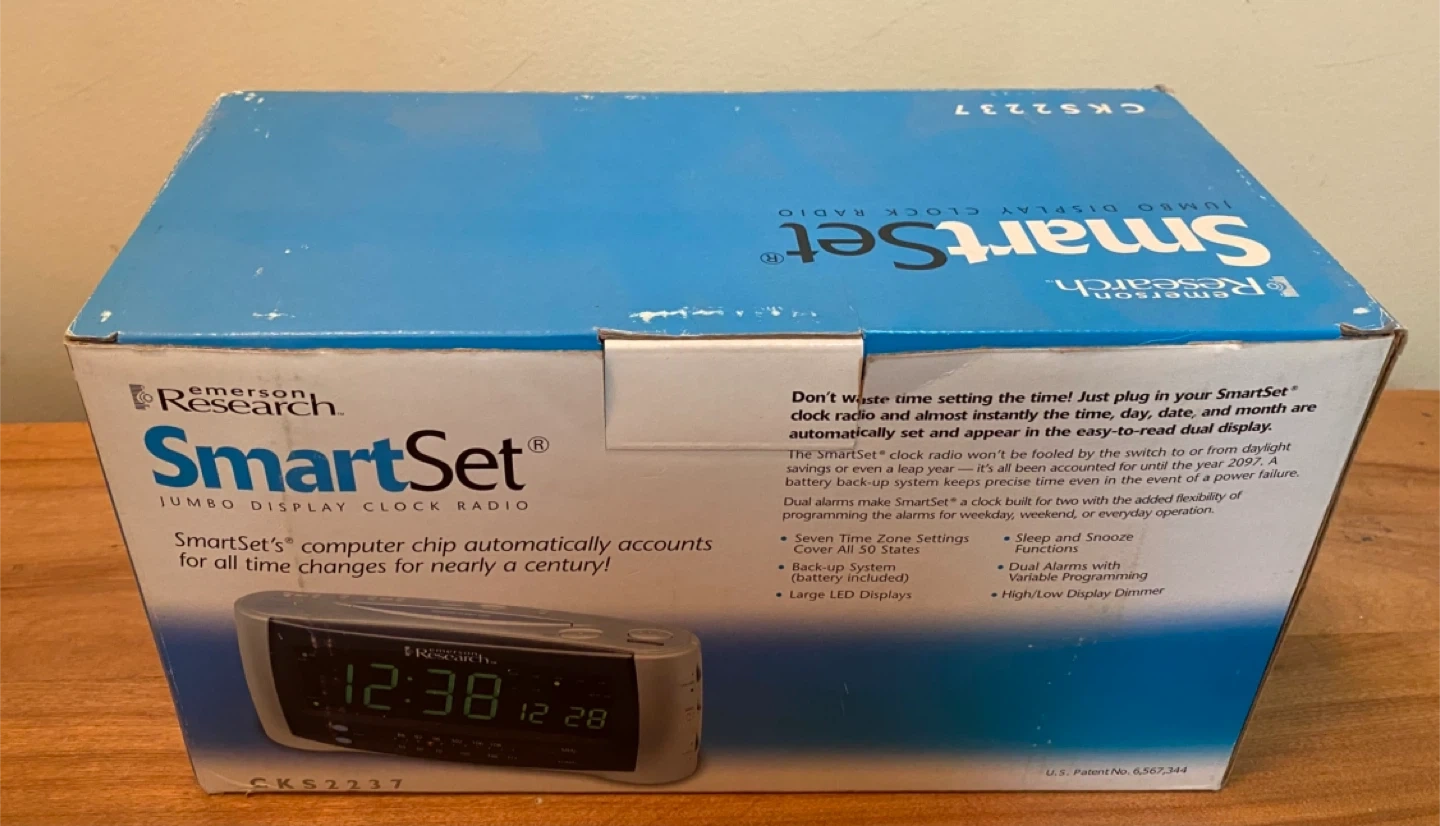 CKS2237
JUMBO DISPLAY CLOCK RADIO
SmartSet®
emerson
Research™
emerson
Research™
SmartSet®
JUMBO DISPLAY CLOCK RADIO
SmartSet's® computer chip automatically accounts
for all time changes for nearly a century!
Don't waste time setting the time! Just plug in your SmartSet®
clock radio and almost instantly the time, day, date, and month are
automatically set and appear in the easy-to-read dual display.
The SmartSet® clock radio won't be fooled by the switch to or from daylight
savings or even a leap year — it's all been accounted for until the year 2097. A
battery back-up system keeps precise time even in the event of a power failure.
Dual alarms make SmartSet® a clock built for two with the added flexibility of
programming the alarms for weekday, weekend, or everyday operation.
• Seven Time Zone Settings
Cover All 50 States
• Back-up System
(battery included)
• Large LED Displays
• Sleep and Snooze
Functions
• Dual Alarms with
Variable Programming
• High/Low Display Dimmer
emerson
Research™
12:38 12 28
CKS2237
U.S. Patent No. 6,567,344